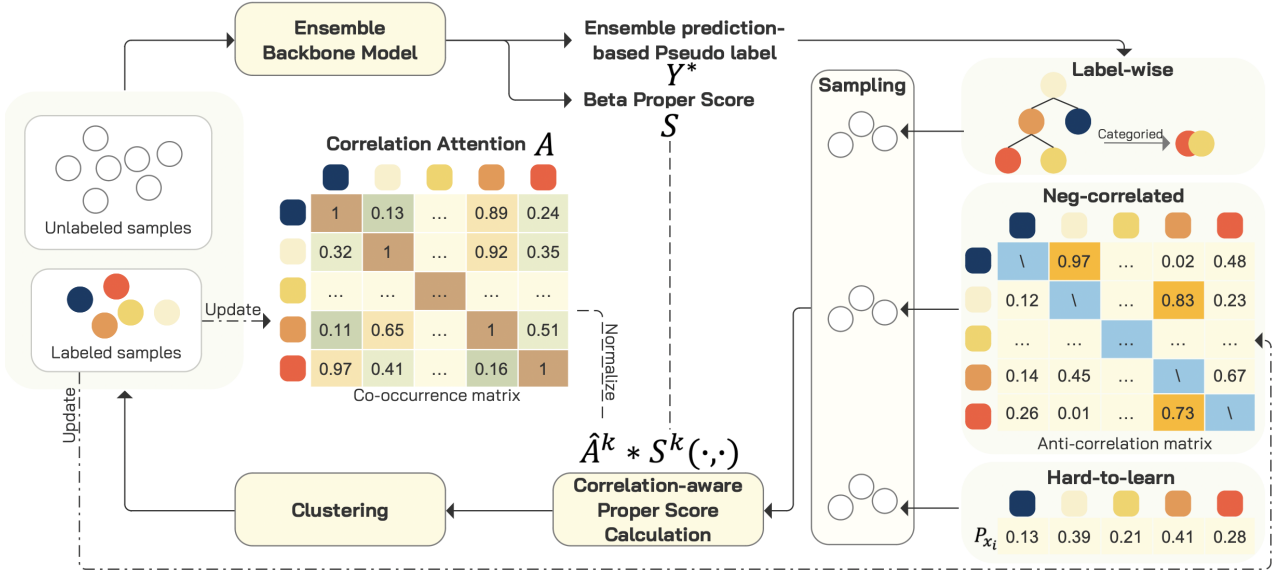 Ensemble
Backbone Model
Ensemble prediction-
based Pseudo label
Y*
Beta Proper Score
S
Sampling
Label-wise
Categoried
Unlabeled samples
Labeled samples
Update
Update
Correlation Attention A
1 0.13 ... 0.89 0.24
0.32 1 ... 0.92 0.35
... ... ... ... ...
0.11 0.65 1 0.51
0.97 0.41 ... 0.16 1
Co-occurrence matrix
Normalize
Neg-correlated
\ 0.97 ... 0.02 0.48
0.12 \ ... 0.83 0.23
... ... ... ... ...
0.14 0.45 ... \ 0.67
0.26 0.01 ... 0.73 \
Anti-correlation matrix
Hard-to-learn
P_{x_i} 0.13 0.39 0.21 0.41 0.28
Â^k * S^k(·,·)
Correlation-aware
Proper Score
Calculation
Clustering